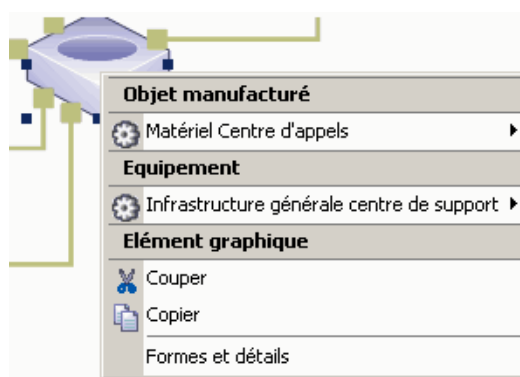 Objet manufacturé
Matériel Centre d'appels
Equipement
Infrastructure générale centre de support
Elément graphique
Couper
Copier
Formes et détails